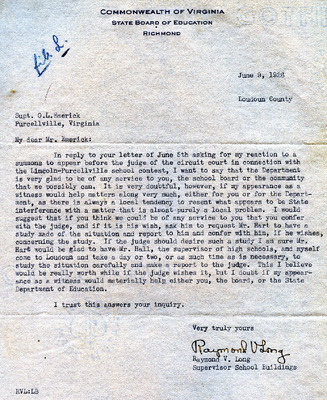 COMMONWEALTH OF VIRGINIA
STATE BOARD OF EDUCATION
RICHMOND
File L.
June 9, 1926
Loudoun County
Supt. O.L.Emerick
Purcellville, Virginia
My dear Mr. Emerick:
In reply to your letter of June 5th asking for my reaction to a
summons to appear before the judge of the circuit court in connection with
the Lincoln-Purcellville school contest, I want to say that the Department
is very glad to be of any service to you, the school board or the community
that we possibly can. It is very doubtful, however, if my appearance as a
witness would help matters along very much, either for you or for the Depart-
ment, as there is always a local tendency to resent what appears to be State
interference with a matter that is almost purely a local problem. I would
suggest that if you think we could be of any service to you that you confer
with the judge, and if it is his wish, ask him to request Mr. Hart to have a
study made of the situation and report to him and confer with him, if he wishes,
concerning the study. If the judge should desire such a study I am sure Mr.
Hart would be glad to have Mr. Hall, the supervisor of high schools, and myself
come to Loudoun and take a day or two, or as much time as is necessary, to
study the situation carefully and make a report to the judge. This I believe
would be really worth while if the judge wishes it, but I doubt if my appear-
ance as a witness would materially help either you, the board, or the State
Department of Education.
I trust this answers your inquiry.
Very truly yours
Raymond V Long
Raymond V. Long
Supervisor School Buildings
RVL:LS